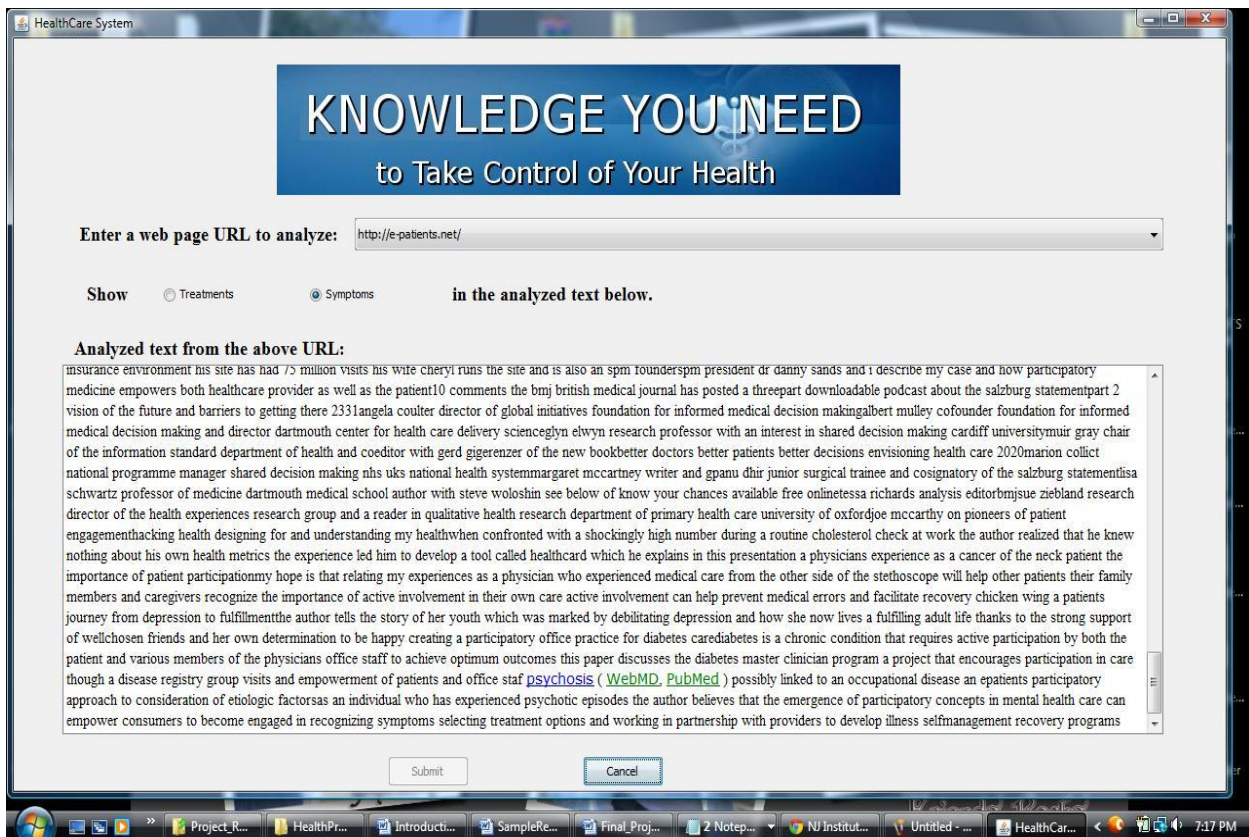 HealthCare System
KNOWLEDGE YOU NEED
to Take Control of Your Health
Enter a web page URL to analyze: http://e-patients.net/
Show Treatments Symptoms in the analyzed text below.
Analyzed text from the above URL:
insurance environment his site has had 75 million visits his wife cheryl runs the site and is also an spm founderspm president dr danny sands and i describe my case and how participatory
medicine empowers both healthcare provider as well as the patient10 comments the bmj british medical journal has posted a threepart downloadable podcast about the salzburg statementpart 2
vision of the future and barriers to getting there 2331angela coulter director of global initiatives foundation for informed medical decision makingalbert mulley cofounder foundation for informed
medical decision making and director dartmouth center for health care delivery scienceglyn elwyn research professor with an interest in shared decision making cardiff universitymuir gray chair
of the information standard department of health and coeditor with gerd gigerenzer of the new bookbetter doctors better patients better decisions envisioning health care 2020marion collict
national programme manager shared decision making nhs uks national health systemmargaret mccartney writer and gpanu dhir junior surgical trainee and cosignatory of the salzburg statementlisa
schwartz professor of medicine dartmouth medical school author with steve woloshin see below of know your chances available free onlinetessa richards analysis editorbmjsue ziebland research
director of the health experiences research group and a reader in qualitative health research department of primary health care university of oxfordjoe mccarthy on pioneers of patient
engagementhacking health designing for and understanding my healthwhen confronted with a shockingly high number during a routine cholesterol check at work the author realized that he knew
nothing about his own health metrics the experience led him to develop a tool called healthcard which he explains in this presentation a physicians experience as a cancer of the neck patient the
importance of patient participationmy hope is that relating my experiences as a physician who experienced medical care from the other side of the stethoscope will help other patients their family
members and caregivers recognize the importance of active involvement in their own care active involvement can help prevent medical errors and facilitate recovery chicken wing a patients
journey from depression to fulfillmentthe author tells the story of her youth which was marked by debilitating depression and how she now lives a fulfilling adult life thanks to the strong support
of wellchosen friends and her own determination to be happy creating a participatory office practice for diabetes carediabetes is a chronic condition that requires active participation by both the
patient and various members of the physicians office staff to achieve optimum outcomes this paper discusses the diabetes master clinician program a project that encourages participation in care
though a disease registry group visits and empowerment of patients and office staf psychosis ( WebMD, PubMed ) possibly linked to an occupational disease an epatients participatory
approach to consideration of etiologic factorsas an individual who has experienced psychotic episodes the author believes that the emergence of participatory concepts in mental health care can
empower consumers to become engaged in recognizing symptoms selecting treatment options and working in partnership with providers to develop illness selfmanagement recovery programs
Submit Cancel
Project_R... HealthPr... Introducti... SampleRe... Final_Proj... 2 Notep... NJ Institut... Untitled - ... HealthCar... 7:17 PM